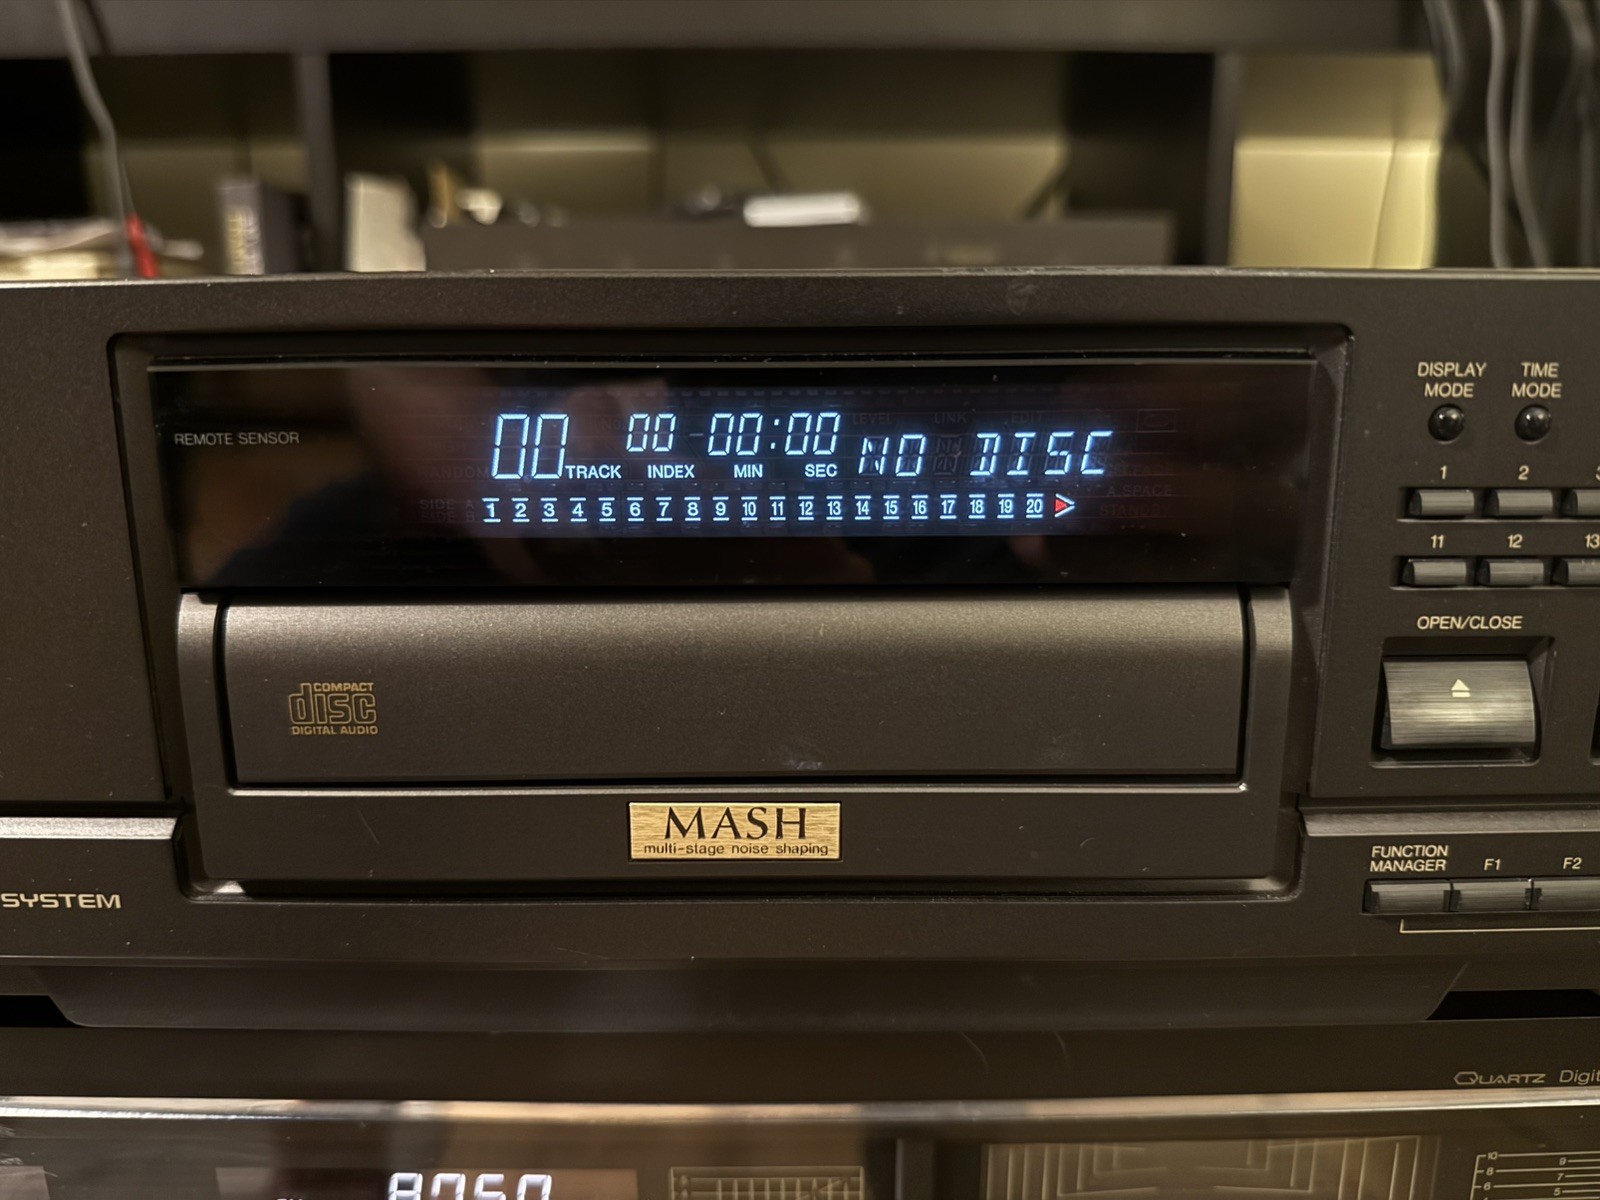 REMOTE SENSOR
00 TRACK 00 INDEX 00:00 MIN SEC NO DISC
1 2 3 4 5 6 7 8 9 10 11 12 13 14 15 16 17 18 19 20
DISPLAY MODE
TIME MODE
1 2
11 12 13
OPEN/CLOSE
COMPACT
disc
DIGITAL AUDIO
MASH
multi-stage noise shaping
SYSTEM
FUNCTION MANAGER F1 F2
QUARTZ Digit
8750